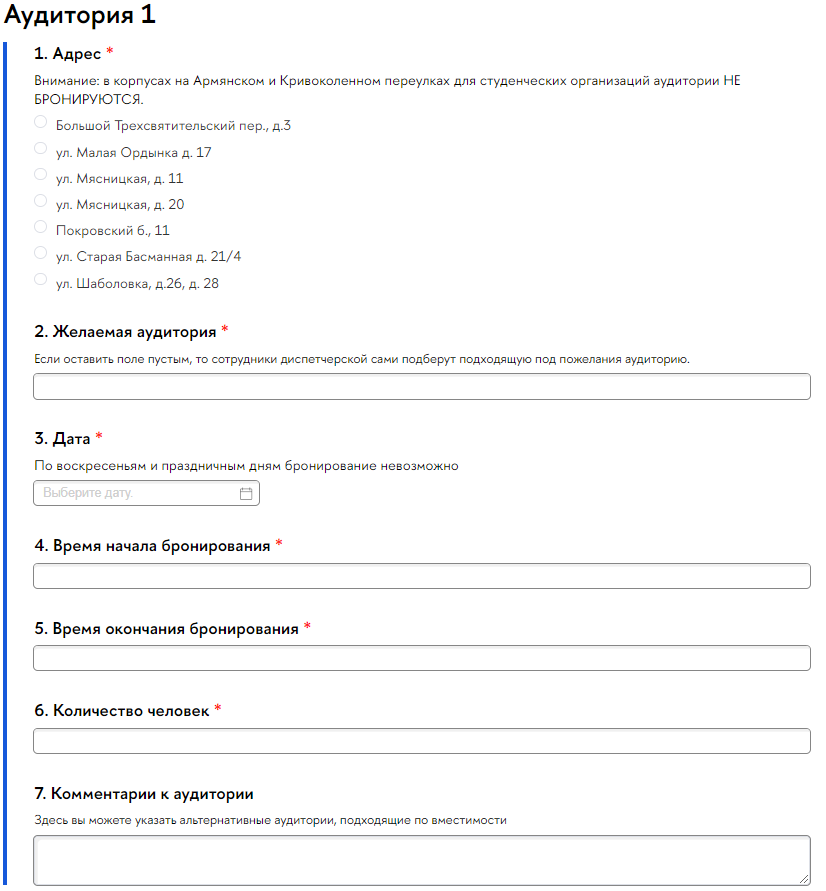 Аудитория 1
1. Адрес *
Внимание: в корпусах на Армянском и Кривоколенном переулках для студенческих организаций аудитории НЕ
БРОНИРУЮТСЯ.
Большой Трехсвятительский пер., д.3
ул. Малая Ордынка д. 17
ул. Мясницкая, д. 11
ул. Мясницкая, д. 20
Покровский б., 11
ул. Старая Басманная д. 21/4
ул. Шаболовка, д.26, д. 28
2. Желаемая аудитория *
Если оставить поле пустым, то сотрудники диспетчерской сами подберут подходящую под пожелания аудиторию.
3. Дата *
По воскресеньям и праздничным дням бронирование невозможно
Выберите дату.
4. Время начала бронирования *
5. Время окончания бронирования *
6. Количество человек *
7. Комментарии к аудитории
Здесь вы можете указать альтернативные аудитории, подходящие по вместимости